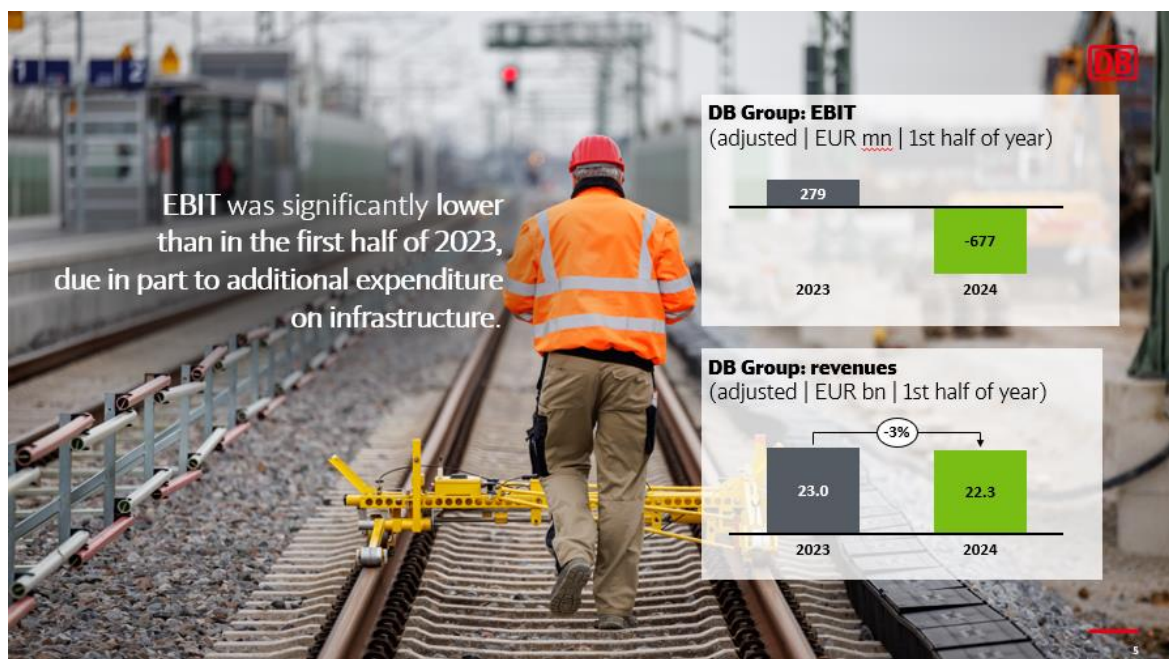 1
2
DB
EBIT was significantly lower
than in the first half of 2023,
due in part to additional expenditure
on infrastructure.
DB Group: EBIT
(adjusted | EUR mn | 1st half of year)
279
-677
2023
2024
DB Group: revenues
(adjusted | EUR bn | 1st half of year)
-3%
23.0
22.3
2023
2024
5